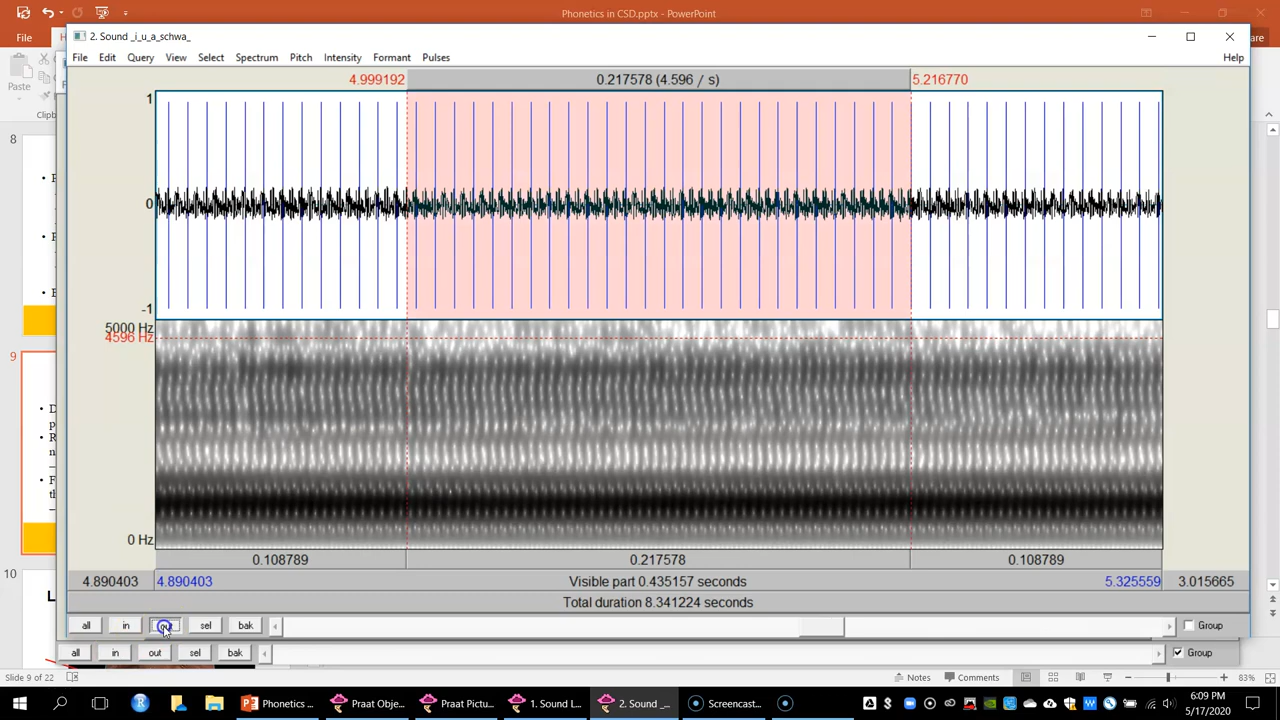 Phonetics in CSD.pptx - PowerPoint
File
Paste
Clipb
2. Sound _i_u_a_schwa_
File Edit Query View Select Spectrum Pitch Intensity Formant Pulses Help
4.999192 0.217578 (4.596 / s) 5.216770
1
0
-1
5000 Hz
4596 Hz
0 Hz
0.108789 0.217578 0.108789
4.890403 4.890403 Visible part 0.435157 seconds 5.325559 3.015665
Total duration 8.341224 seconds
all in sel bak Group
all in out sel bak Group
8
9
10
Slide 9 of 22 Notes Comments 83%
Phonetics ... Praat Obje... Praat Pictu... 1. Sound L... 2. Sound _... Screencast...
6:09 PM
5/17/2020